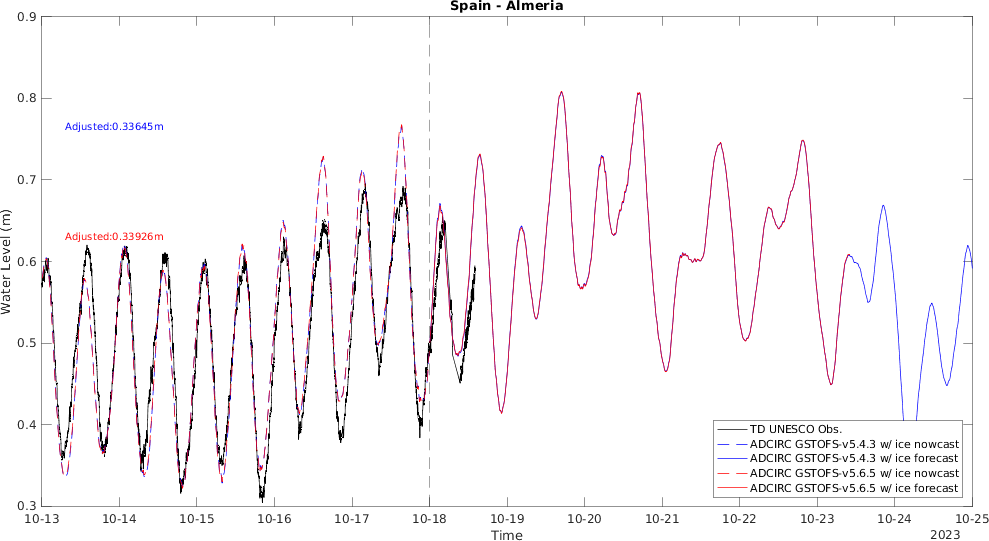 Spain - Almeria
0.9
0.8
0.7
0.6
0.5
0.4
0.3
Water Level (m)
Adjusted:0.33645m
Adjusted:0.33926m
TD UNESCO Obs.
ADCIRC GSTOFS-v5.4.3 w/ ice nowcast
ADCIRC GSTOFS-v5.4.3 w/ ice forecast
ADCIRC GSTOFS-v5.6.5 w/ ice nowcast
ADCIRC GSTOFS-v5.6.5 w/ ice forecast
10-13 10-14 10-15 10-16 10-17 10-18 10-19 10-20 10-21 10-22 10-23 10-24 10-25
Time
2023